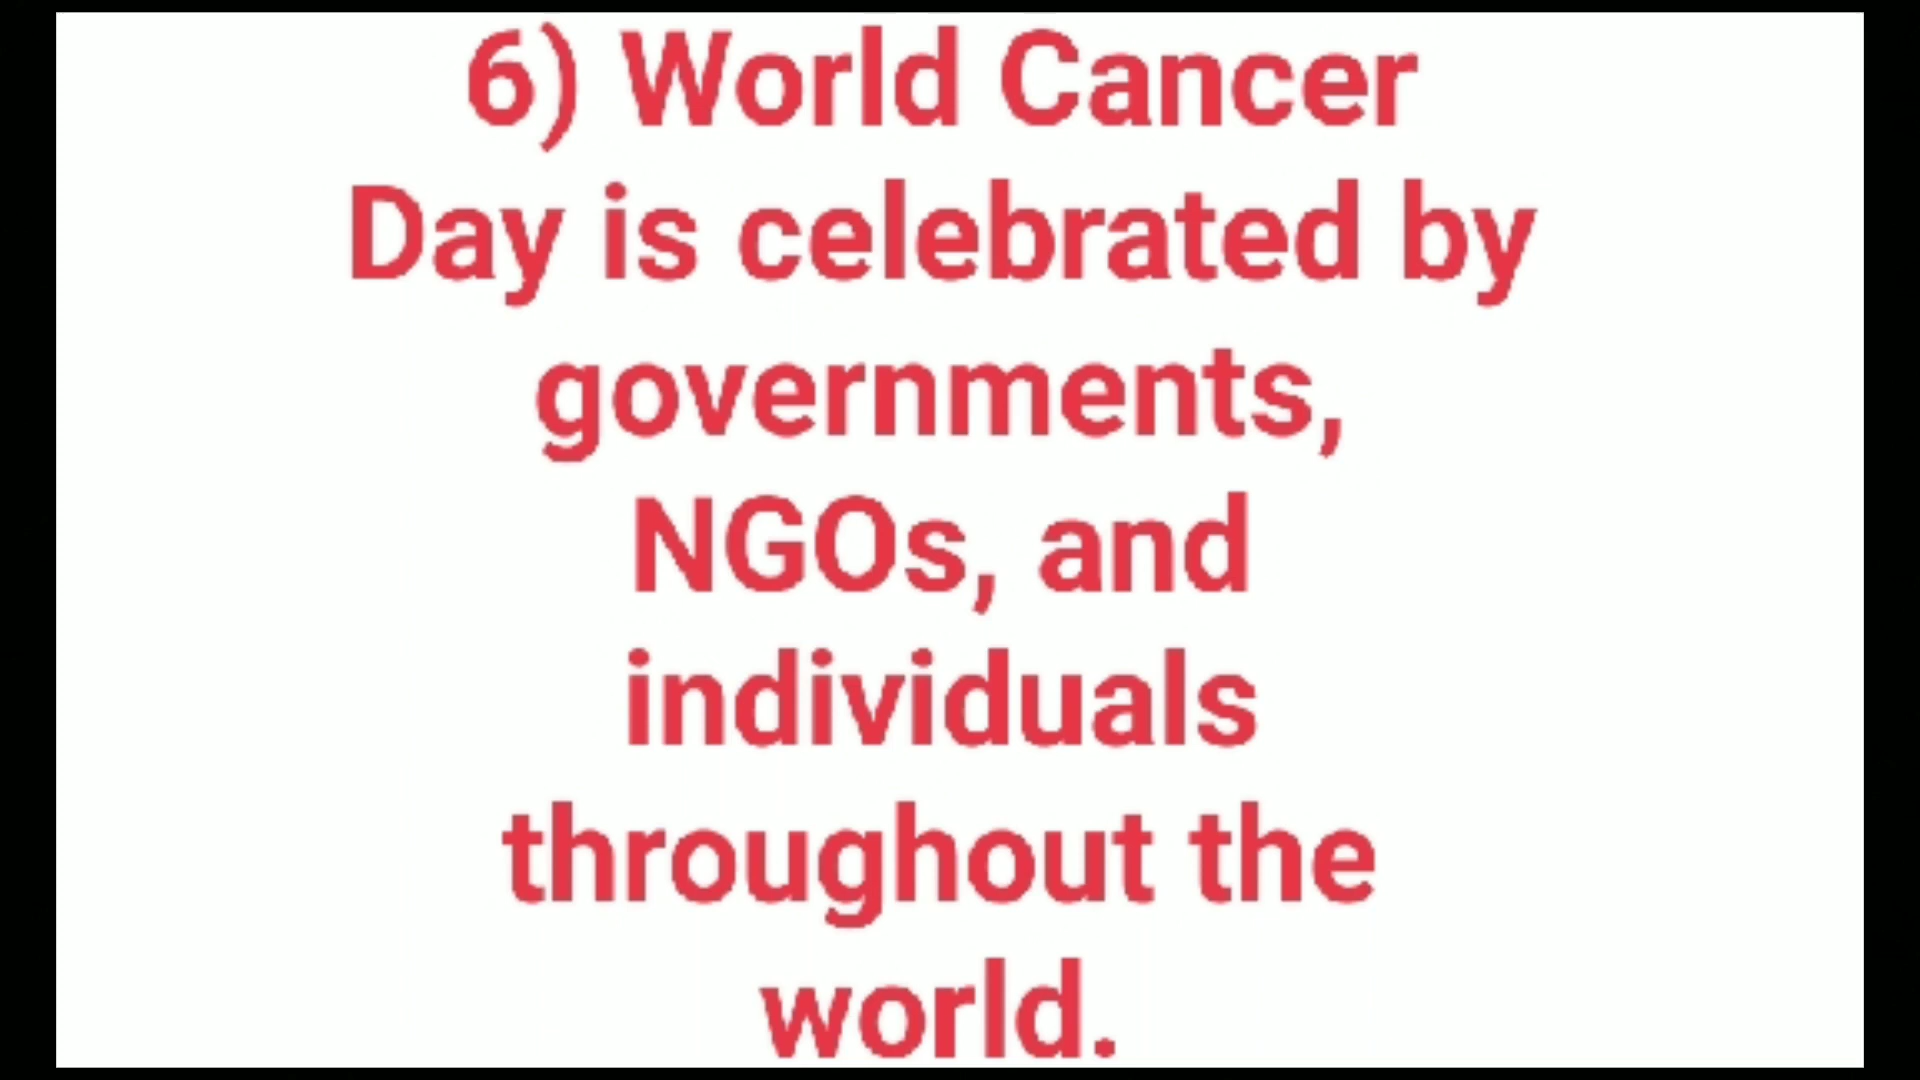 6) World Cancer
Day is celebrated by
governments,
NGOs, and
individuals
throughout the
world.